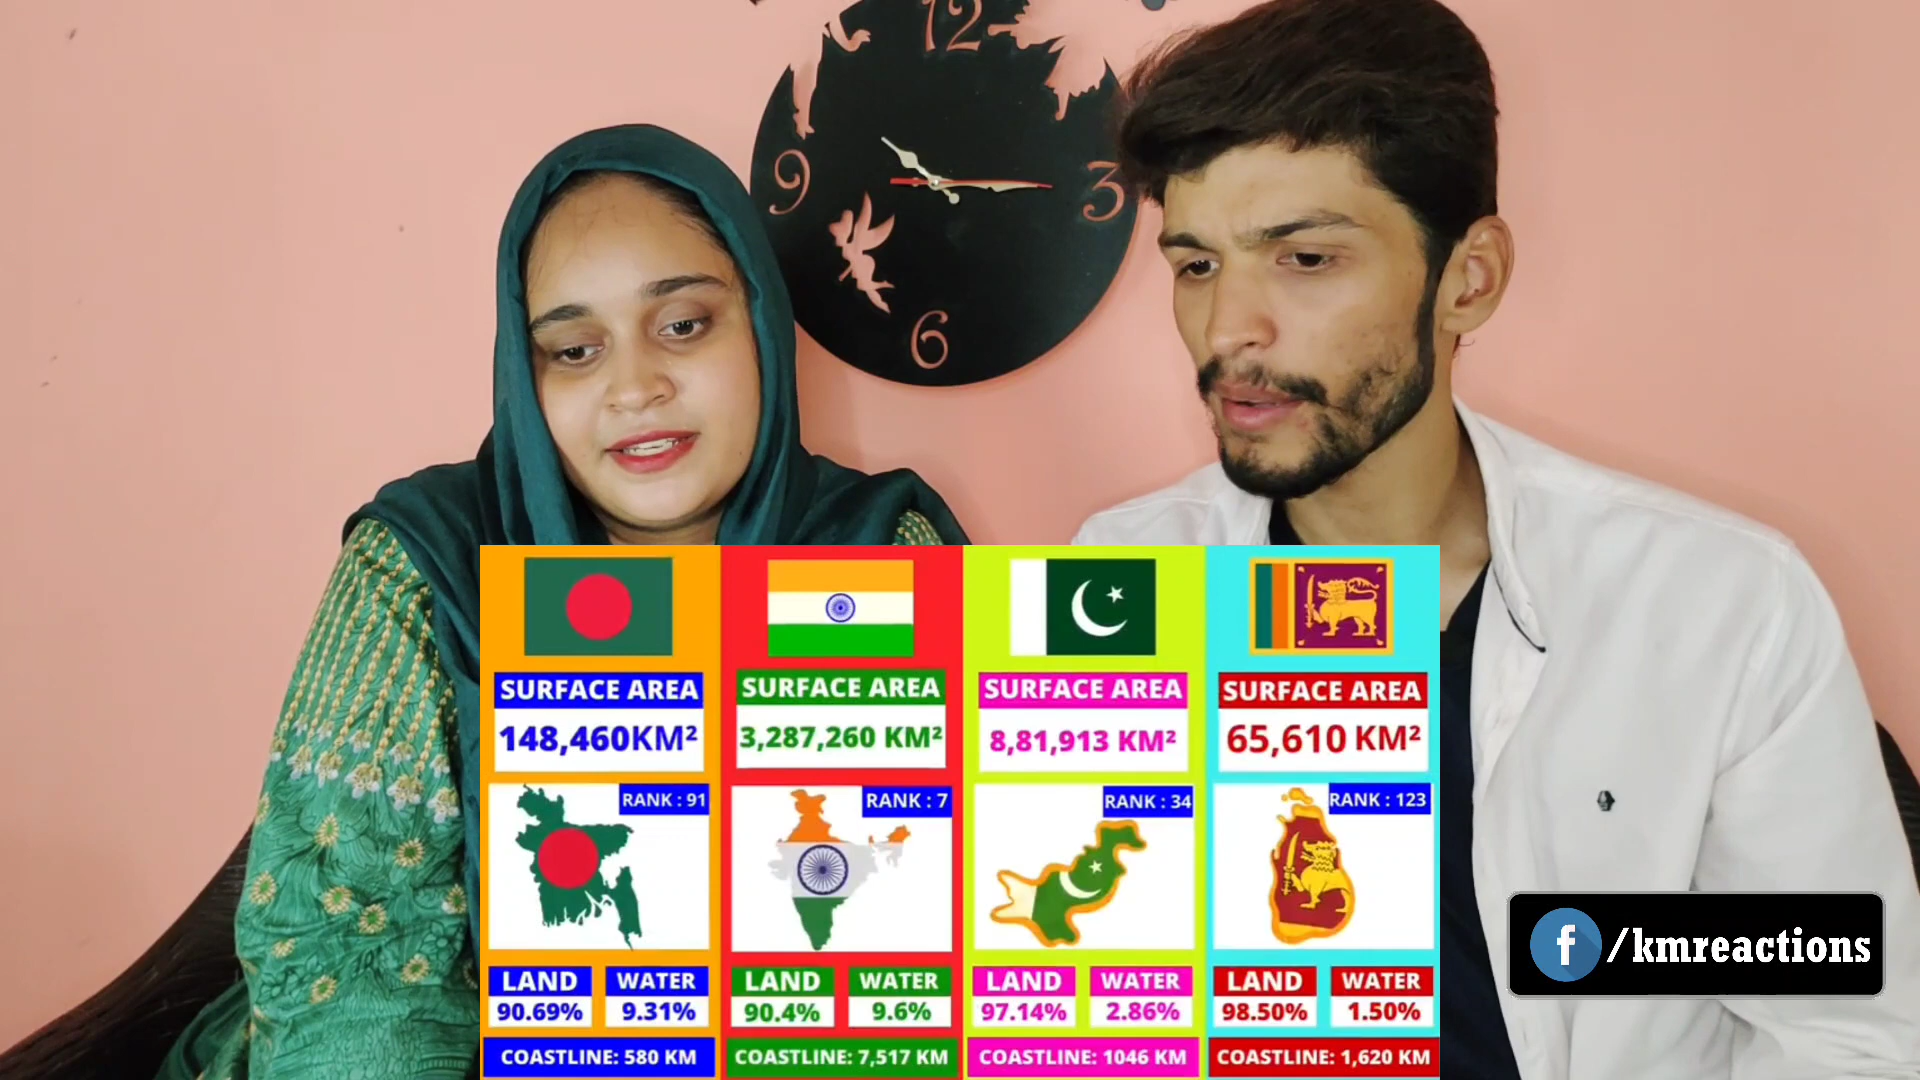 12
9
3
6
SURFACE AREA
148,460KM²
RANK : 91
LAND
90.69%
WATER
9.31%
COASTLINE: 580 KM
SURFACE AREA
3,287,260 KM²
RANK : 7
LAND
90.4%
WATER
9.6%
COASTLINE: 7,517 KM
SURFACE AREA
8,81,913 KM²
RANK : 34
LAND
97.14%
WATER
2.86%
COASTLINE: 1046 KM
SURFACE AREA
65,610 KM²
RANK : 123
LAND
98.50%
WATER
1.50%
COASTLINE: 1,620 KM
f/kmreactions